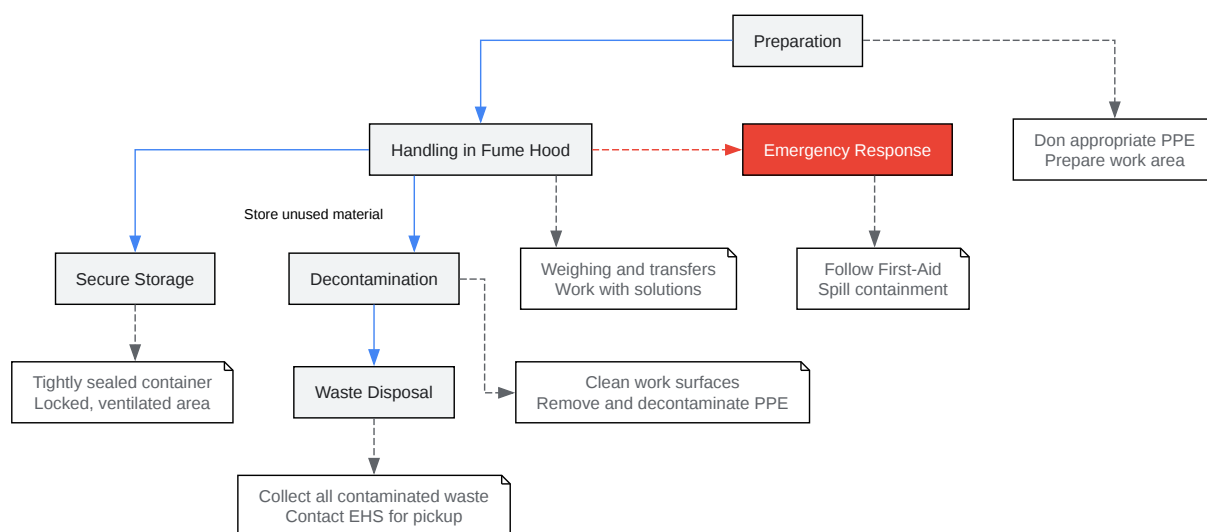 Preparation
Don appropriate PPE
Prepare work area
Handling in Fume Hood
Emergency Response
Store unused material
Secure Storage
Decontamination
Weighing and transfers
Work with solutions
Follow First-Aid
Spill containment
Tightly sealed container
Locked, ventilated area
Waste Disposal
Clean work surfaces
Remove and decontaminate PPE
Collect all contaminated waste
Contact EHS for pickup